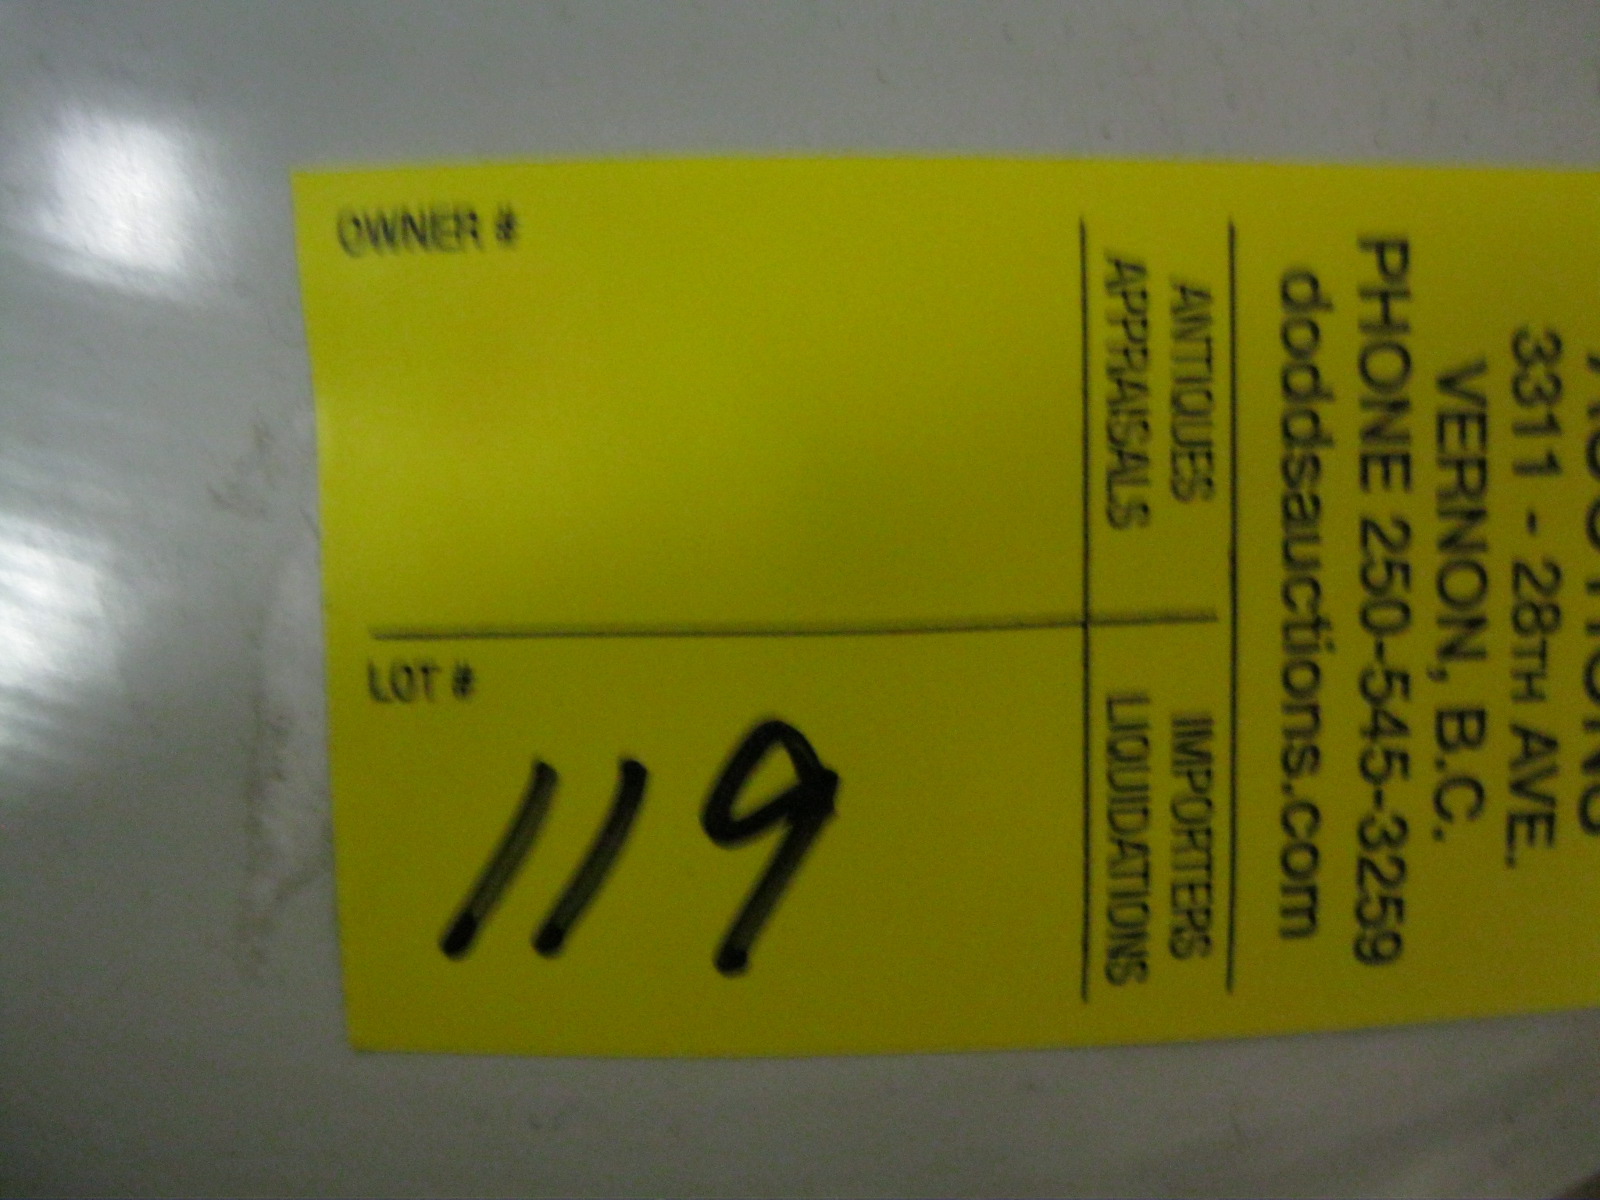 3311 - 28TH AVE.
VERNON, B.C.
PHONE 250-545-3259
doddsauctions.com
ANTIQUES IMPORTERS
APPRAISALS LIQUIDATIONS
OWNER #
LOT #
119